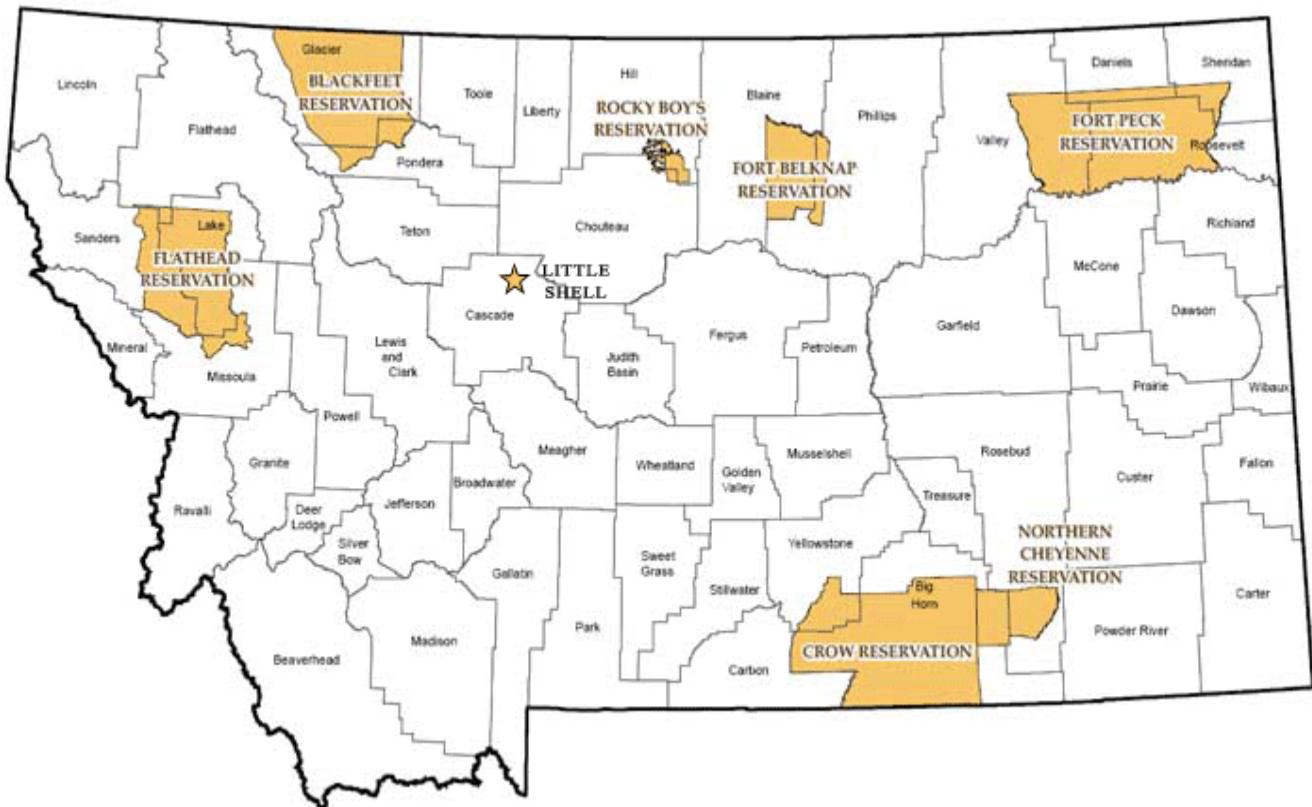 Glacier
BLACKFEET
RESERVATION
Lincoln
Flathead
Toole
Liberty
Hill
ROCKY BOY'S
RESERVATION
Blaine
Phillips
Daniels
Sheridan
Valley
FORT PECK
RESERVATION
Roosevelt
Pondera
FORT BELKNAP
RESERVATION
Sanders
Lake
FLATHEAD
RESERVATION
Teton
Chouteau
Richland
McCone
LITTLE
SHELL
Cascade
Dawson
Garfield
Fergus
Petroleum
Judith
Basin
Lewis
and
Clark
Mineral
Missoula
Prairie
Wibaux
Powell
Meagher
Wheatland
Golden
Valley
Musselshell
Rosebud
Custer
Fallon
Granite
Broadwater
Jefferson
Treasure
Ravalli
Deer
Lodge
Silver
Bow
Gallatin
Sweet
Grass
Stillwater
Yellowstone
NORTHERN
CHEYENNE
RESERVATION
Big
Horn
Carter
Park
Madison
Beaverhead
Carbon
CROW RESERVATION
Powder River